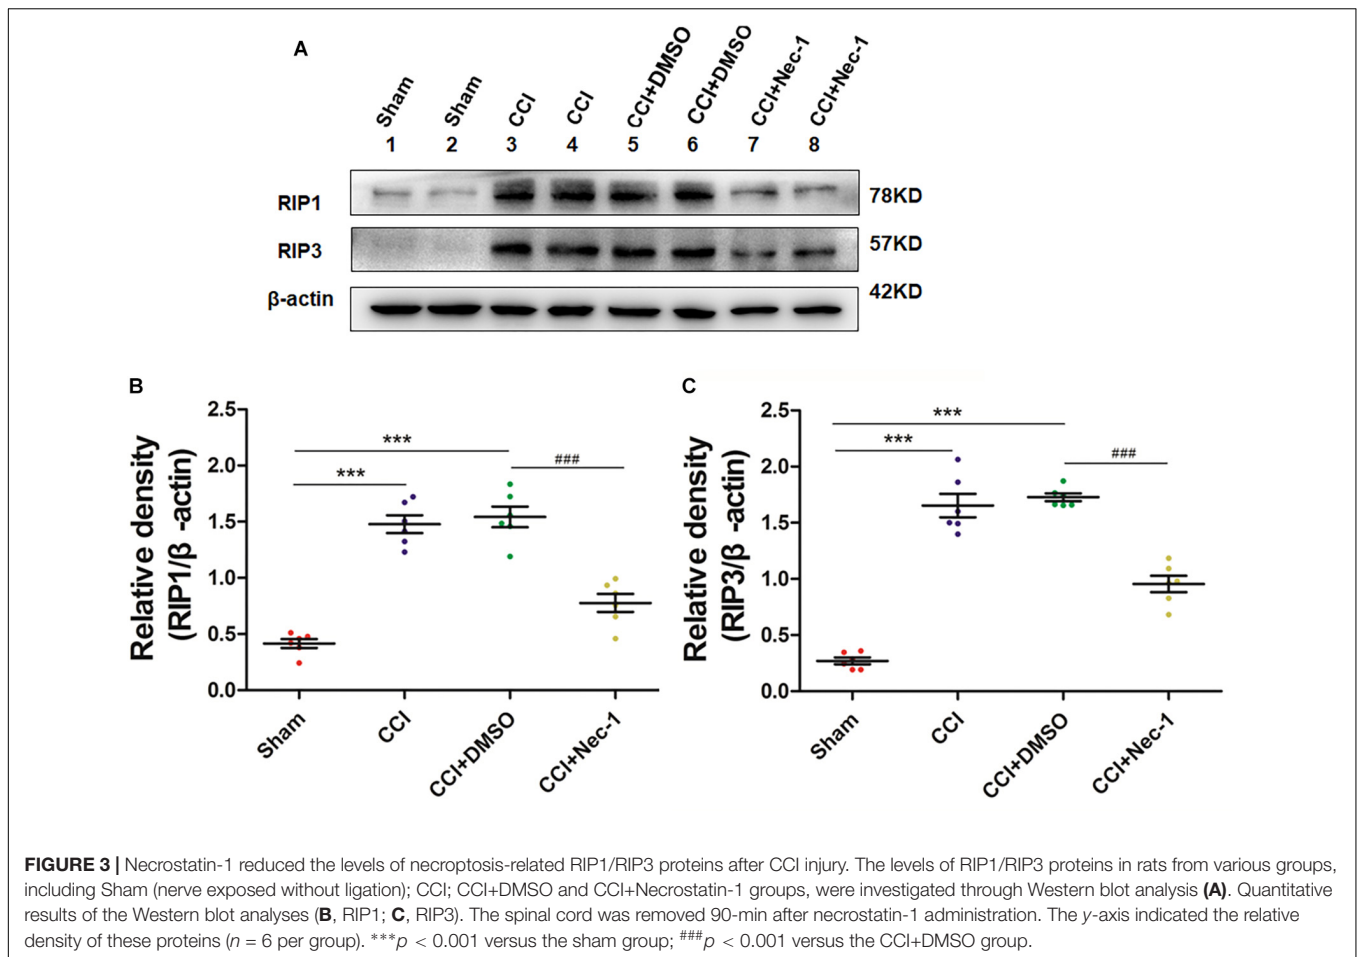 A
Sham Sham CCI CCI CCI+DMSO CCI+DMSO CCI+Nec-1 CCI+Nec-1
1 2 3 4 5 6 7 8
RIP1 78KD
RIP3 57KD
β-actin 42KD
B
Relative density
(RIP1/β -actin)
2.5
2.0
1.5
1.0
0.5
0.0
***
***
###
Sham CCI CCI+DMSO CCI+Nec-1
C
Relative density
(RIP3/β -actin)
2.5
2.0
1.5
1.0
0.5
0.0
***
***
###
Sham CCI CCI+DMSO CCI+Nec-1
FIGURE 3 | Necrostatin-1 reduced the levels of necroptosis-related RIP1/RIP3 proteins after CCI injury. The levels of RIP1/RIP3 proteins in rats from various groups,
including Sham (nerve exposed without ligation); CCI; CCI+DMSO and CCI+Necrostatin-1 groups, were investigated through Western blot analysis (A). Quantitative
results of the Western blot analyses (B, RIP1; C, RIP3). The spinal cord was removed 90-min after necrostatin-1 administration. The y-axis indicated the relative
density of these proteins (n = 6 per group). ***p < 0.001 versus the sham group; ###p < 0.001 versus the CCI+DMSO group.